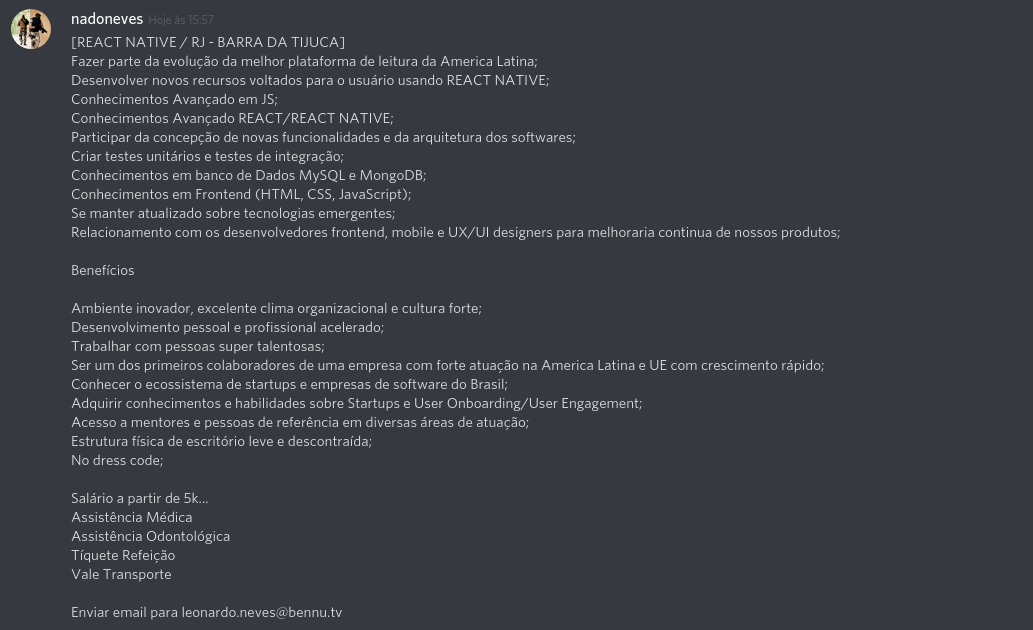 nadoneves Hoje às 15:57
[REACT NATIVE / RJ - BARRA DA TIJUCA]
Fazer parte da evolução da melhor plataforma de leitura da America Latina;
Desenvolver novos recursos voltados para o usuário usando REACT NATIVE;
Conhecimentos Avançado em JS;
Conhecimentos Avançado REACT/REACT NATIVE;
Participar da concepção de novas funcionalidades e da arquitetura dos softwares;
Criar testes unitários e testes de integração;
Conhecimentos em banco de Dados MySQL e MongoDB;
Conhecimentos em Frontend (HTML, CSS, JavaScript);
Se manter atualizado sobre tecnologias emergentes;
Relacionamento com os desenvolvedores frontend, mobile e UX/UI designers para melhoraria continua de nossos produtos;
Benefícios
Ambiente inovador, excelente clima organizacional e cultura forte;
Desenvolvimento pessoal e profissional acelerado;
Trabalhar com pessoas super talentosas;
Ser um dos primeiros colaboradores de uma empresa com forte atuação na America Latina e UE com crescimento rápido;
Conhecer o ecossistema de startups e empresas de software do Brasil;
Adquirir conhecimentos e habilidades sobre Startups e User Onboarding/User Engagement;
Acesso a mentores e pessoas de referência em diversas áreas de atuação;
Estrutura física de escritório leve e descontraída;
No dress code;
Salário a partir de 5k...
Assistência Médica
Assistência Odontológica
Tíquete Refeição
Vale Transporte
Enviar email para leonardo.neves@bennu.tv